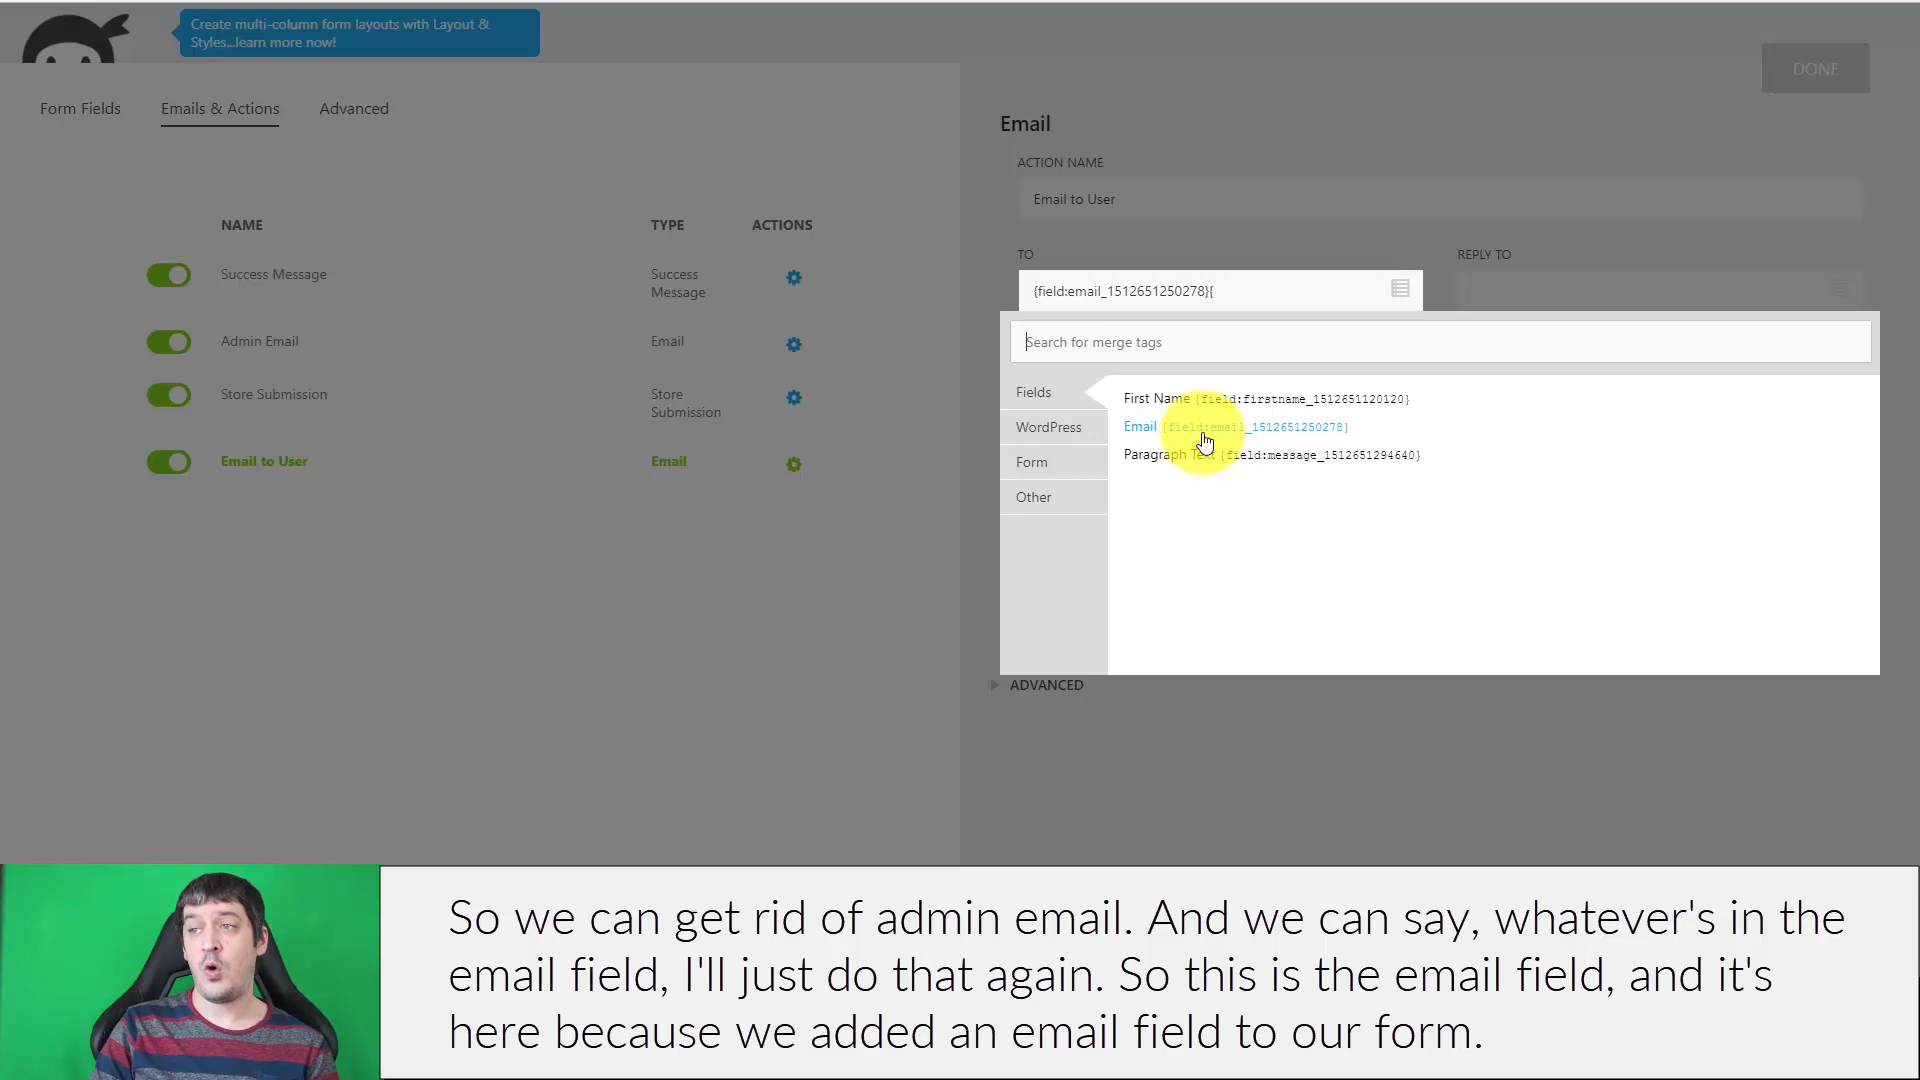 Create multi-column form layouts with Layout &
Styles...learn more now!
DONE
Form Fields
Emails & Actions
Advanced
NAME
TYPE
ACTIONS
Success Message
Success
Message
Admin Email
Email
Store Submission
Store
Submission
Email to User
Email
Email
ACTION NAME
Email to User
TO
REPLY TO
{field:email_1512651250278}{
Search for merge tags
Fields
WordPress
Form
Other
First Name {field:firstname_1512651120120}
Email {field:email_1512651250278}
Paragraph Text {field:message_1512651294640}
ADVANCED
So we can get rid of admin email. And we can say, whatever's in the
email field, I'll just do that again. So this is the email field, and it's
here because we added an email field to our form.